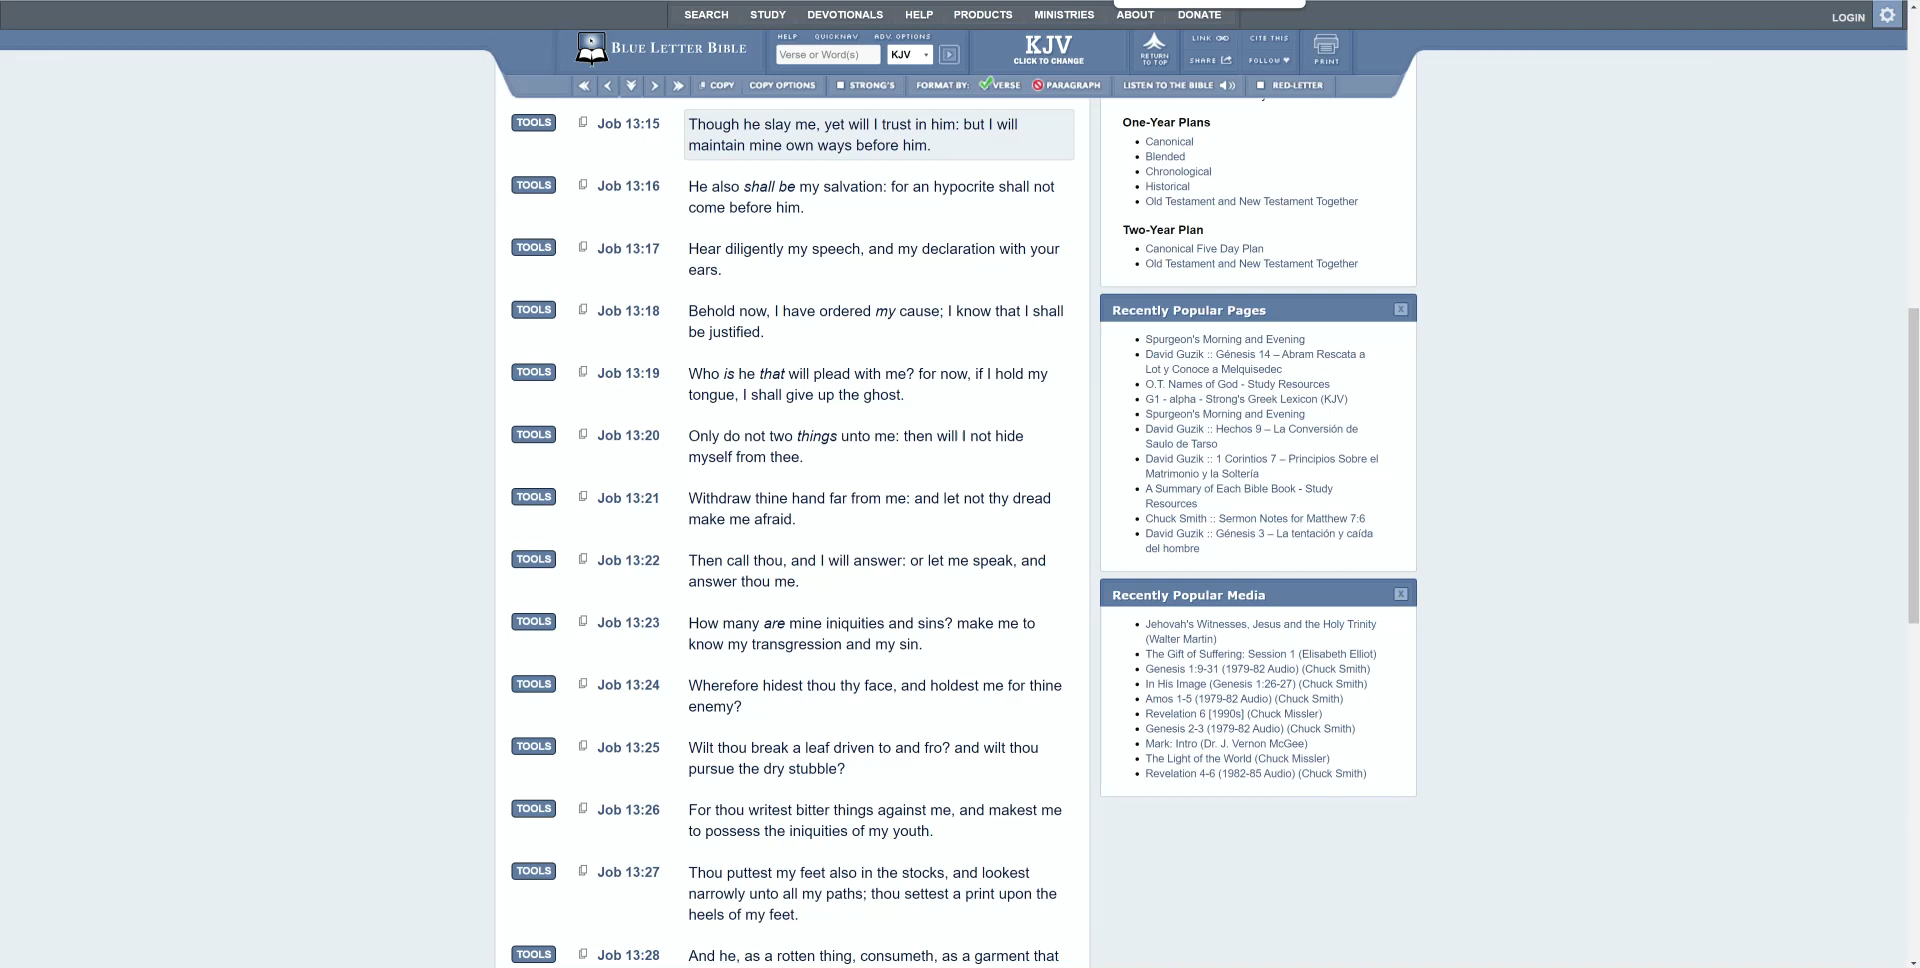 SEARCH STUDY DEVOTIONALS HELP PRODUCTS MINISTRIES ABOUT DONATE
LOGIN
BLUE LETTER BIBLE
HELP QUICKNAV ADV. OPTIONS
Verse or Word(s) KJV
KJV
CLICK TO CHANGE
RETURN
TO TOP
LINK CITE THIS
SHARE FOLLOW
PRINT
COPY COPY OPTIONS STRONG'S FORMAT BY: VERSE PARAGRAPH LISTEN TO THE BIBLE RED-LETTER
TOOLS Job 13:15 Though he slay me, yet will I trust in him: but I will
maintain mine own ways before him.
TOOLS Job 13:16 He also shall be my salvation: for an hypocrite shall not
come before him.
TOOLS Job 13:17 Hear diligently my speech, and my declaration with your
ears.
TOOLS Job 13:18 Behold now, I have ordered my cause; I know that I shall
be justified.
TOOLS Job 13:19 Who is he that will plead with me? for now, if I hold my
tongue, I shall give up the ghost.
TOOLS Job 13:20 Only do not two things unto me: then will I not hide
myself from thee.
TOOLS Job 13:21 Withdraw thine hand far from me: and let not thy dread
make me afraid.
TOOLS Job 13:22 Then call thou, and I will answer: or let me speak, and
answer thou me.
TOOLS Job 13:23 How many are mine iniquities and sins? make me to
know my transgression and my sin.
TOOLS Job 13:24 Wherefore hidest thou thy face, and holdest me for thine
enemy?
TOOLS Job 13:25 Wilt thou break a leaf driven to and fro? and wilt thou
pursue the dry stubble?
TOOLS Job 13:26 For thou writest bitter things against me, and makest me
to possess the iniquities of my youth.
TOOLS Job 13:27 Thou puttest my feet also in the stocks, and lookest
narrowly unto all my paths; thou settest a print upon the
heels of my feet.
TOOLS Job 13:28 And he, as a rotten thing, consumeth, as a garment that
One-Year Plans
Canonical
Blended
Chronological
Historical
Old Testament and New Testament Together
Two-Year Plan
Canonical Five Day Plan
Old Testament and New Testament Together
Recently Popular Pages X
Spurgeon's Morning and Evening
David Guzik :: Génesis 14 – Abram Rescata a
Lot y Conoce a Melquisedec
O.T. Names of God - Study Resources
G1 - alpha - Strong's Greek Lexicon (KJV)
Spurgeon's Morning and Evening
David Guzik :: Hechos 9 – La Conversión de
Saulo de Tarso
David Guzik :: 1 Corintios 7 – Principios Sobre el
Matrimonio y la Soltería
A Summary of Each Bible Book - Study
Resources
Chuck Smith :: Sermon Notes for Matthew 7:6
David Guzik :: Génesis 3 – La tentación y caída
del hombre
Recently Popular Media X
Jehovah's Witnesses, Jesus and the Holy Trinity
(Walter Martin)
The Gift of Suffering: Session 1 (Elisabeth Elliot)
Genesis 1:9-31 (1979-82 Audio) (Chuck Smith)
In His Image (Genesis 1:26-27) (Chuck Smith)
Amos 1-5 (1979-82 Audio) (Chuck Smith)
Revelation 6 [1990s] (Chuck Missler)
Genesis 2-3 (1979-82 Audio) (Chuck Smith)
Mark: Intro (Dr. J. Vernon McGee)
The Light of the World (Chuck Missler)
Revelation 4-6 (1982-85 Audio) (Chuck Smith)